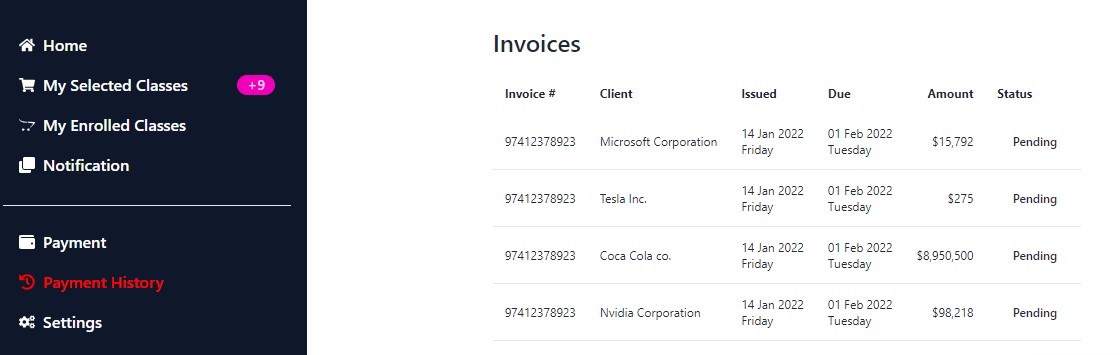 Home
My Selected Classes +9
My Enrolled Classes
Notification
Payment
Payment History
Settings
Invoices
Invoice # Client Issued Due Amount Status
97412378923 Microsoft Corporation 14 Jan 2022 01 Feb 2022 $15,792 Pending
Friday Tuesday
97412378923 Tesla Inc. 14 Jan 2022 01 Feb 2022 $275 Pending
Friday Tuesday
97412378923 Coca Cola co. 14 Jan 2022 01 Feb 2022 $8,950,500 Pending
Friday Tuesday
97412378923 Nvidia Corporation 14 Jan 2022 01 Feb 2022 $98,218 Pending
Friday Tuesday